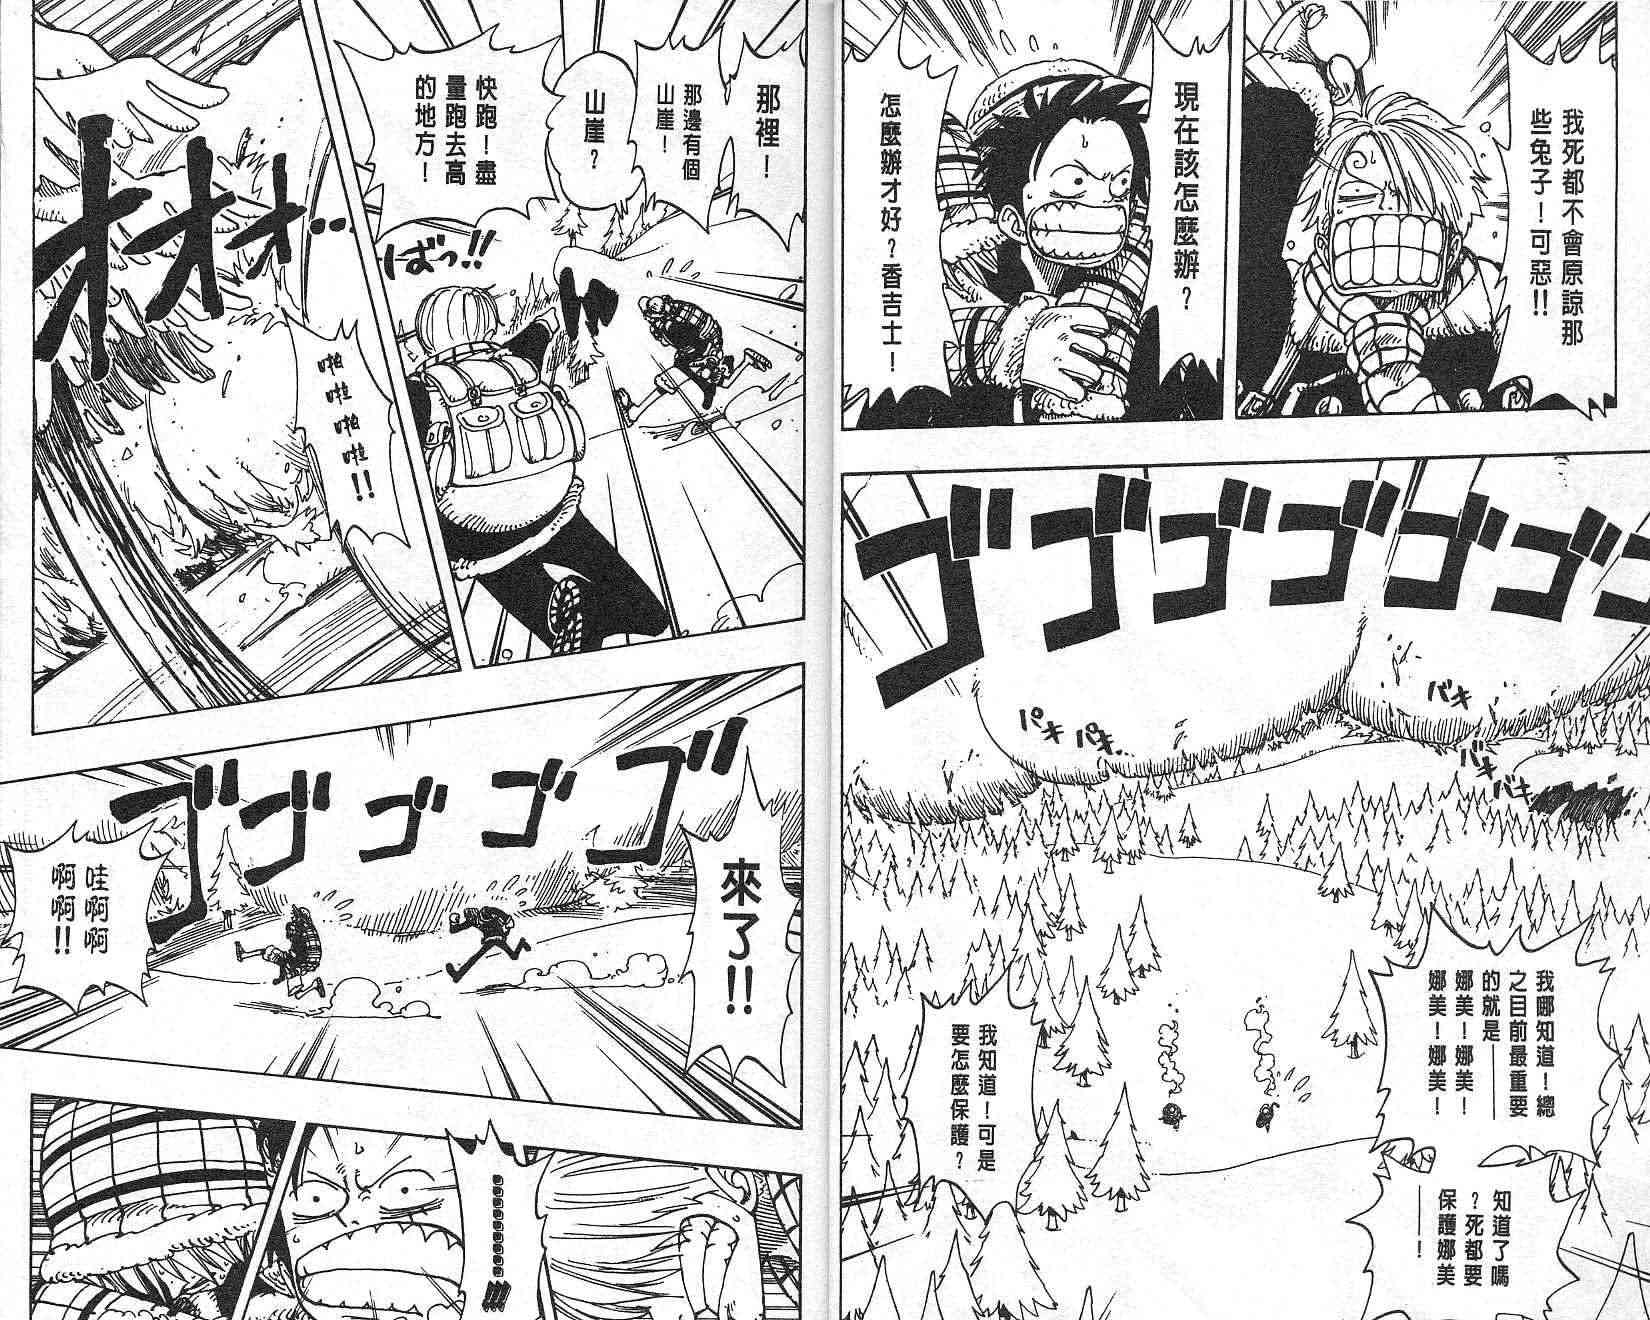 我死都不會原諒那
些兔子！可惡!!
現在該怎麼辦？
怎麼辦才好？香吉士！
ゴゴゴゴゴゴゴ
パキ
パキ…
バキ
バキ
バキ
我哪知道！總
之目前最重要
的就是——
娜美！娜美！
娜美！娜美！
我知道！可是
要怎麼保護？
知道了嗎
？死都要
保護娜美
——！
那裡！
那邊有個
山崖！
山崖？
快跑！盡
量跑去高
的地方！
ばっ!!
オオオ…
啪啦啪啦!!
ゴゴゴゴゴ
來了!!
哇啊啊
啊啊!!
…………!!!